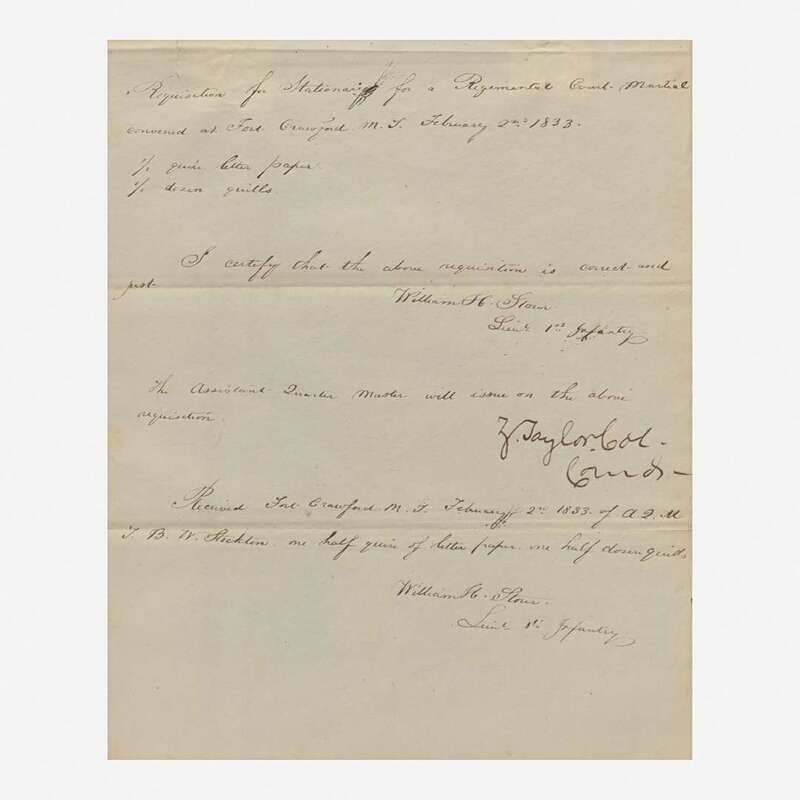 Requisition for Stationary for a Regemental Court Martial
convened at Fort Crawford M. T. February 2nd 1833.
1/2 quire letter paper
1/2 dozen quills.
I certify that the above requisition is correct and
just
William H. Storer
Lieut 1st Infantry
The Assistant Quarter Master will issue on the above
requisition.
Z. Taylor Col.
Comd.
Received Fort Crawford M. T. February 2nd 1833 of A Q M
T. B. W. Stockton one half quire of letter paper one half dozen quills
William H. Storer.
Lieut 1st Infantry